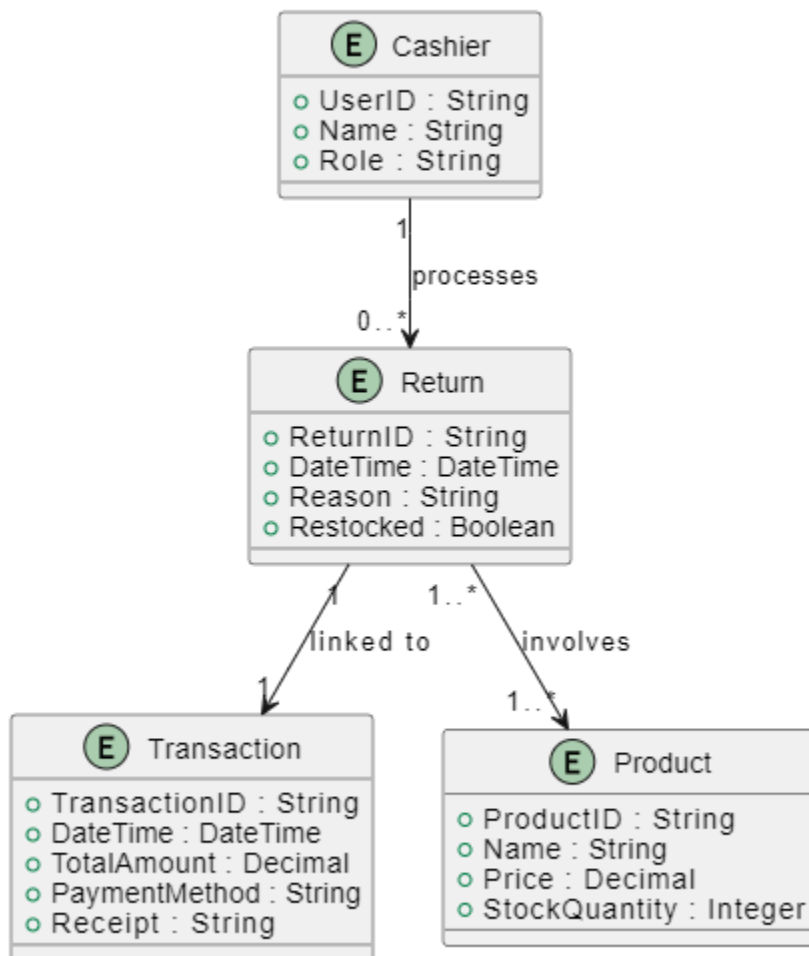 E Cashier
UserID : String
Name : String
Role : String
1
processes
0..*
E Return
ReturnID : String
DateTime : DateTime
Reason : String
Restocked : Boolean
1
1..*
linked to
involves
1
1..*
E Transaction
TransactionID : String
DateTime : DateTime
TotalAmount : Decimal
PaymentMethod : String
Receipt : String
E Product
ProductID : String
Name : String
Price : Decimal
StockQuantity : Integer